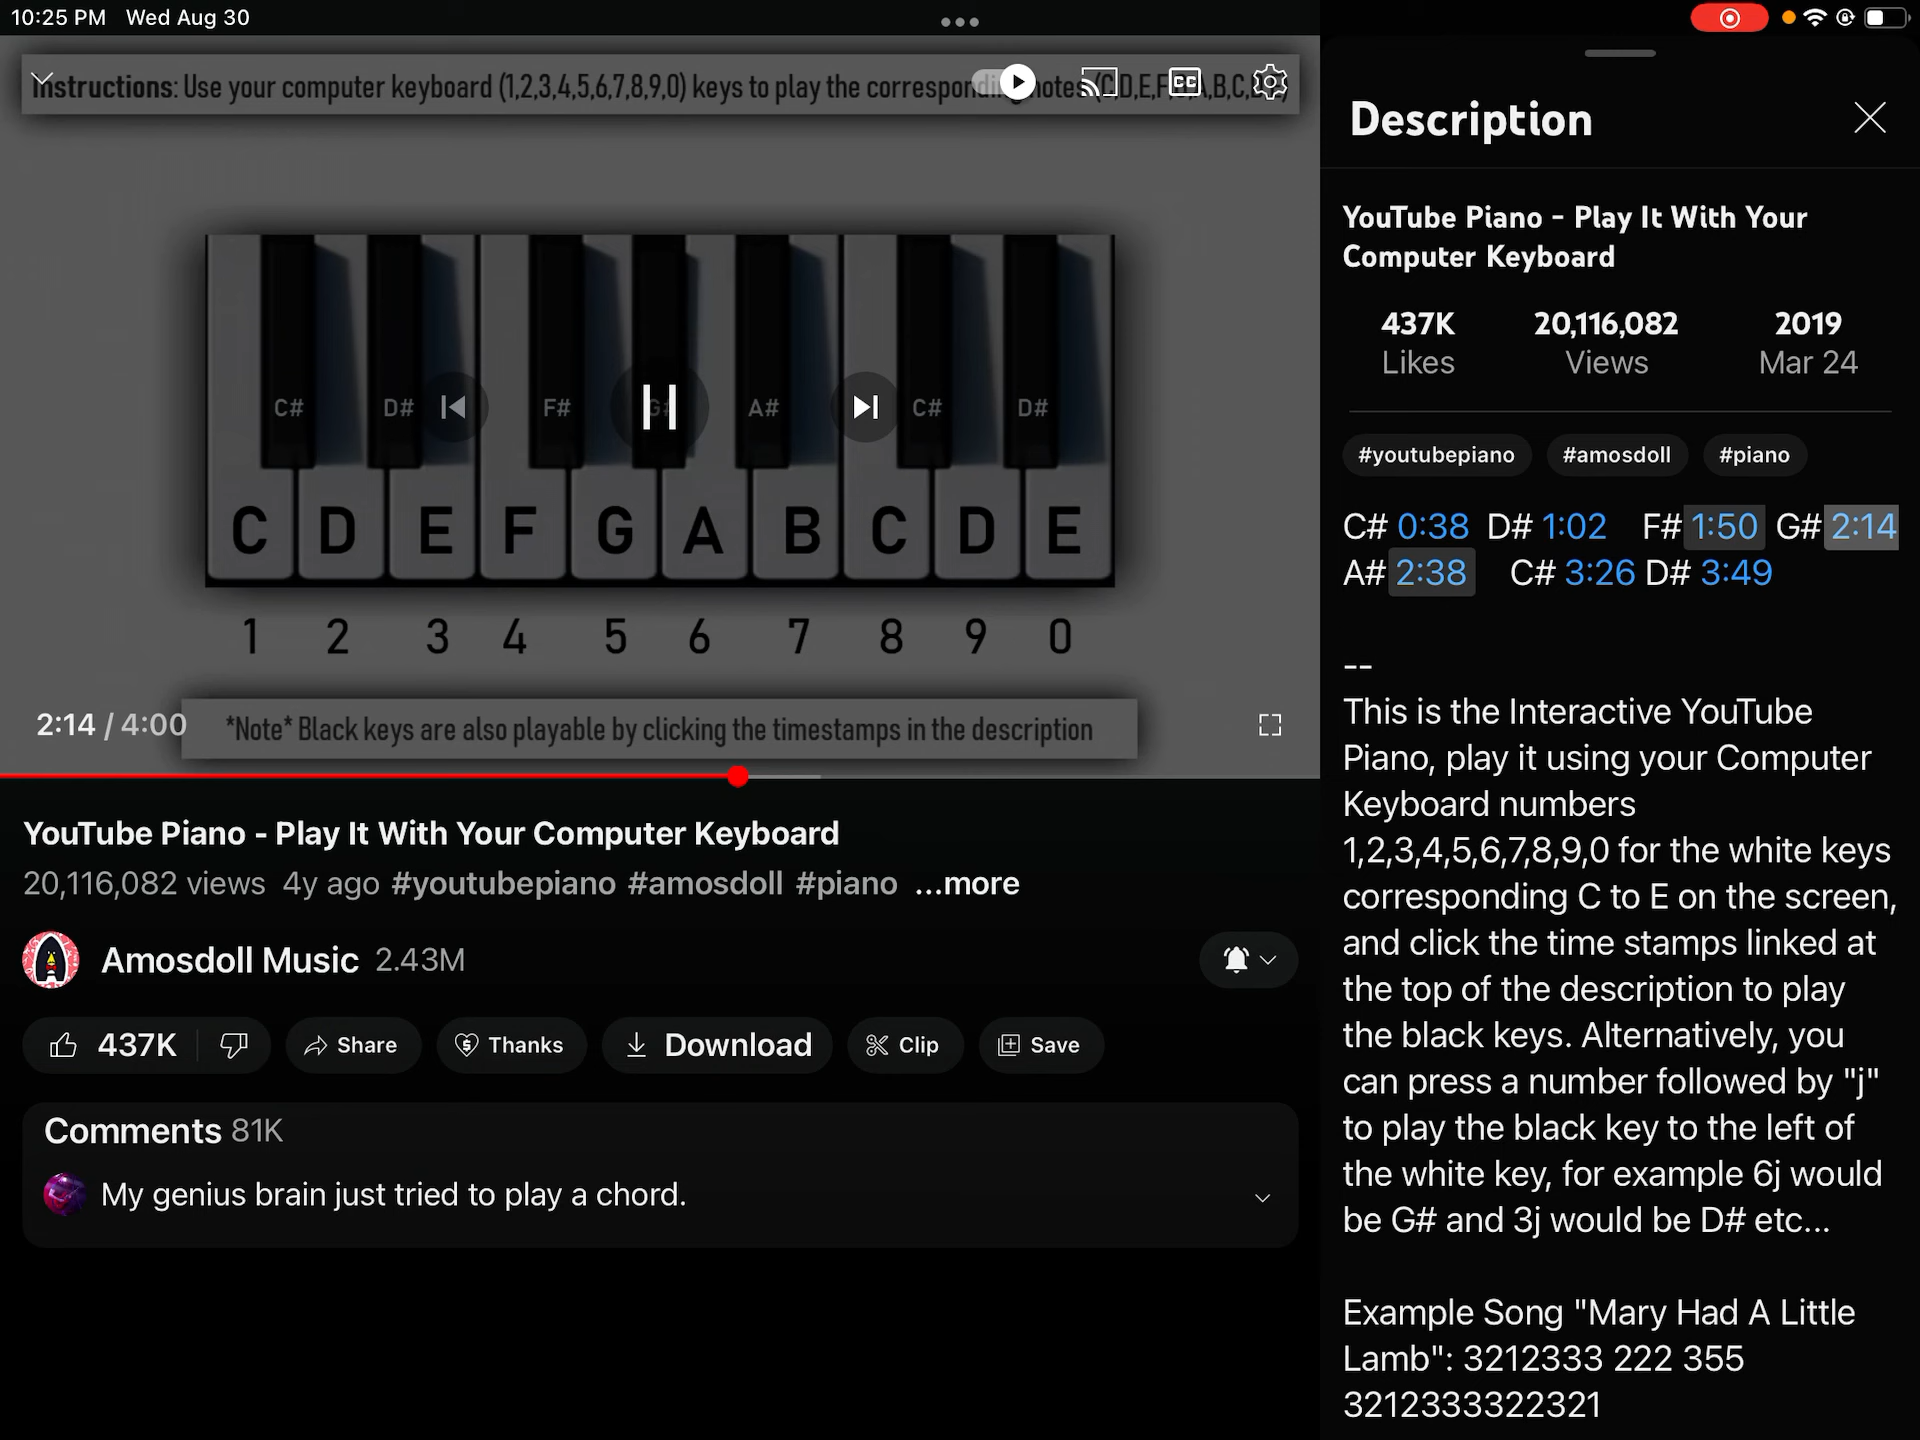 10:25 PM Wed Aug 30
Instructions: Use your computer keyboard (1,2,3,4,5,6,7,8,9,0) keys to play the corresponding notes (C,D,E,F,G,A,B,C,D,E)
CC
C# D# F# G# A# C# D#
C D E F G A B C D E
1 2 3 4 5 6 7 8 9 0
2:14 / 4:00
*Note* Black keys are also playable by clicking the timestamps in the description
YouTube Piano - Play It With Your Computer Keyboard
20,116,082 views 4y ago #youtubepiano #amosdoll #piano ...more
Amosdoll Music 2.43M
437K Share Thanks Download Clip Save
Comments 81K
My genius brain just tried to play a chord.
Description
YouTube Piano - Play It With Your
Computer Keyboard
437K 20,116,082 2019
Likes Views Mar 24
#youtubepiano #amosdoll #piano
C# 0:38 D# 1:02 F# 1:50 G# 2:14
A# 2:38 C# 3:26 D# 3:49
--
This is the Interactive YouTube
Piano, play it using your Computer
Keyboard numbers
1,2,3,4,5,6,7,8,9,0 for the white keys
corresponding C to E on the screen,
and click the time stamps linked at
the top of the description to play
the black keys. Alternatively, you
can press a number followed by "j"
to play the black key to the left of
the white key, for example 6j would
be G# and 3j would be D# etc...
Example Song "Mary Had A Little
Lamb": 3212333 222 355
3212333322321